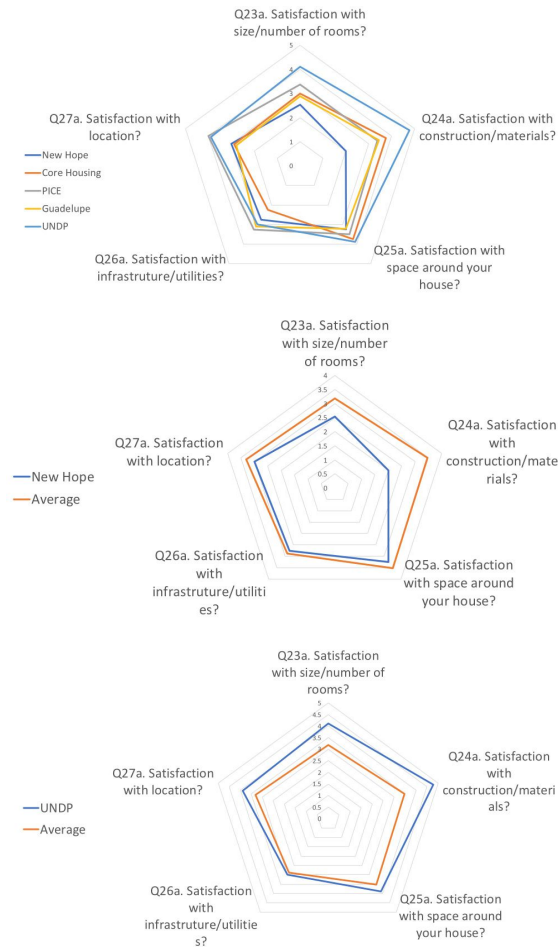 Q23a. Satisfaction with
size/number of rooms?
5
4
3
2
1
0
Q27a. Satisfaction with
location?
Q24a. Satisfaction with
construction/materials?
New Hope
Core Housing
PICE
Guadelupe
UNDP
Q26a. Satisfaction with
infrastruture/utilities?
Q25a. Satisfaction with
space around your
house?
Q23a. Satisfaction
with size/number
of rooms?
4
3.5
3
2.5
2
1.5
1
0.5
0
Q27a. Satisfaction
with location?
Q24a. Satisfaction
with
construction/mate
rials?
New Hope
Average
Q26a. Satisfaction
with
infrastruture/utiliti
es?
Q25a. Satisfaction
with space around
your house?
Q23a. Satisfaction
with size/number of
rooms?
5
4.5
4
3.5
3
2.5
2
1.5
1
0.5
0
Q27a. Satisfaction
with location?
Q24a. Satisfaction
with
construction/materi
als?
UNDP
Average
Q26a. Satisfaction
with
infrastruture/utilitie
s?
Q25a. Satisfaction
with space around
your house?